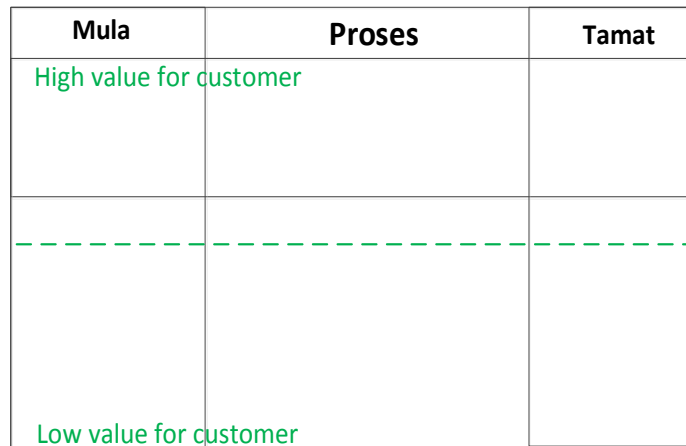 Mula Proses Tamat
High value for customer
Low value for customer